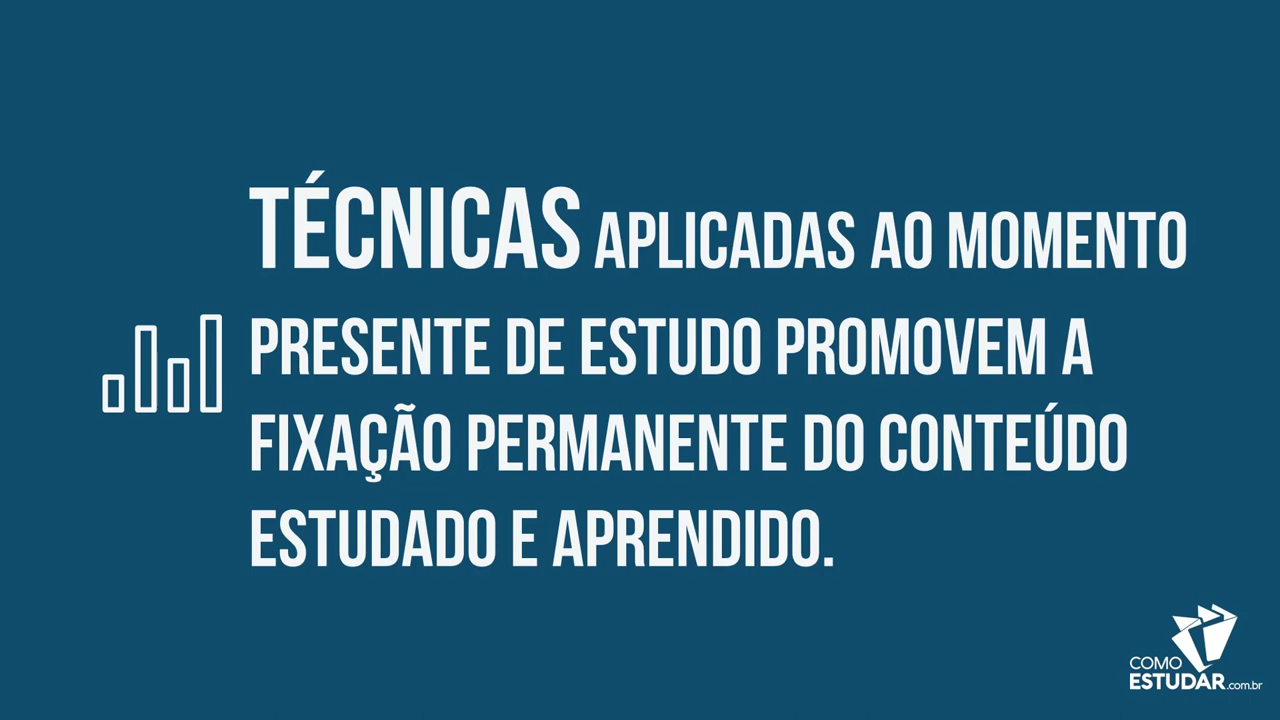 TÉCNICAS APLICADAS AO MOMENTO
PRESENTE DE ESTUDO PROMOVEM A
FIXAÇÃO PERMANENTE DO CONTEÚDO
ESTUDADO E APRENDIDO.
COMO
ESTUDAR.com.br